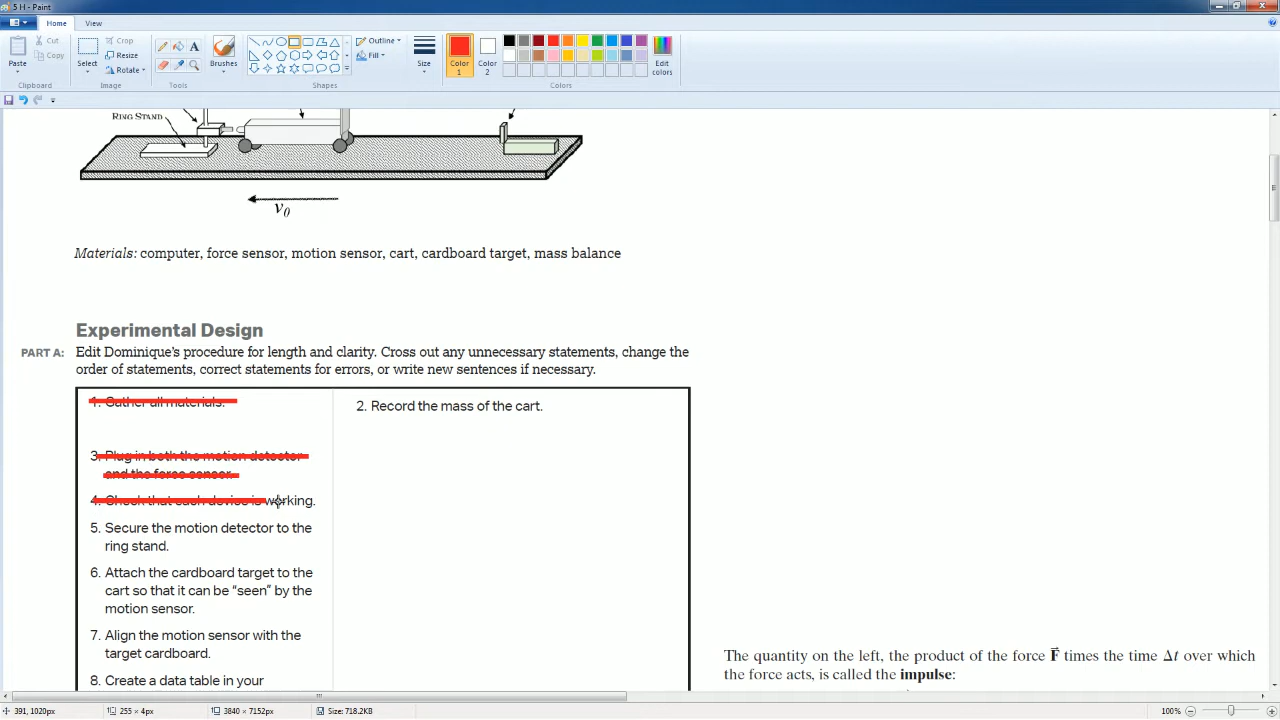 5 H - Paint
Home
View
Cut
Copy
Paste
Clipboard
Crop
Resize
Rotate
Select
Image
A
Tools
Brushes
Outline
Fill
Shapes
Size
Color 1
Color 2
Edit colors
Colors
RING STAND
v0
Materials: computer, force sensor, motion sensor, cart, cardboard target, mass balance
Experimental Design
PART A: Edit Dominique's procedure for length and clarity. Cross out any unnecessary statements, change the
order of statements, correct statements for errors, or write new sentences if necessary.
1. Gather all materials.
3. Plug in both the motion detector
and the force sensor.
4. Check that each device is working.
5. Secure the motion detector to the
ring stand.
6. Attach the cardboard target to the
cart so that it can be “seen” by the
motion sensor.
7. Align the motion sensor with the
target cardboard.
8. Create a data table in your
2. Record the mass of the cart.
The quantity on the left, the product of the force F⃗ times the time Δt over which
the force acts, is called the impulse:
391, 1020px
255 × 4px
3840 × 7152px
Size: 718.2KB
100%